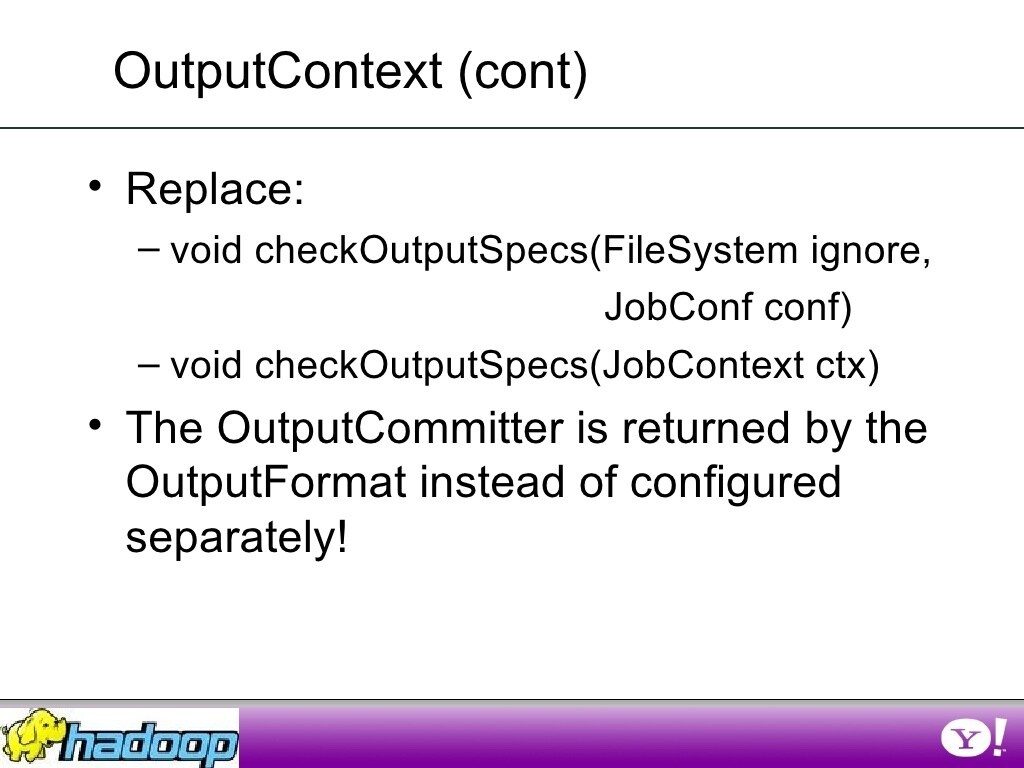 OutputContext (cont)
• Replace:
– void checkOutputSpecs(FileSystem ignore,
JobConf conf)
– void checkOutputSpecs(JobContext ctx)
• The OutputCommitter is returned by the
OutputFormat instead of configured
separately!
hadoop
Y!